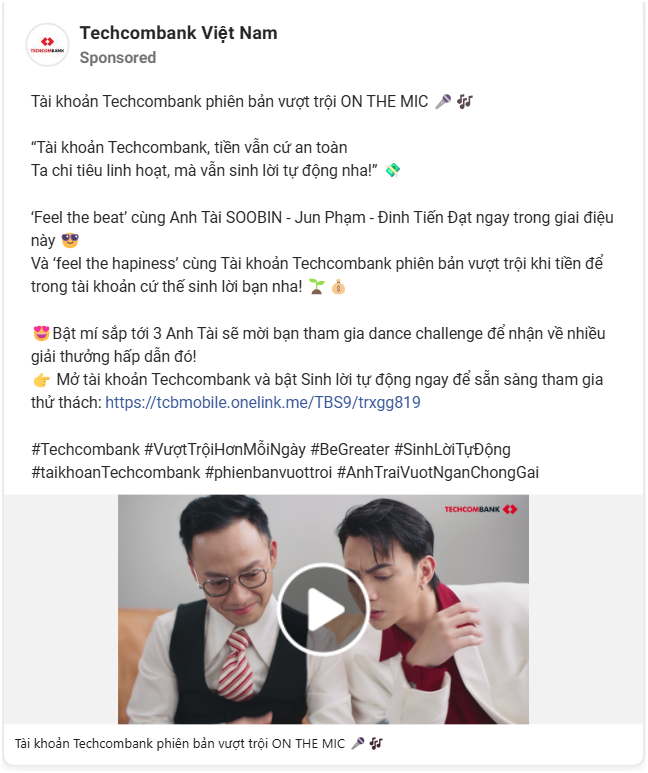 TECHCOMBANK
Techcombank Việt Nam
Sponsored
Tài khoản Techcombank phiên bản vượt trội ON THE MIC 🎤 🎶
“Tài khoản Techcombank, tiền vẫn cứ an toàn
Ta chi tiêu linh hoạt, mà vẫn sinh lời tự động nha!” 💸
‘Feel the beat’ cùng Anh Tài SOOBIN - Jun Phạm - Đinh Tiến Đạt ngay trong giai điệu
này 😎
Và ‘feel the hapiness’ cùng Tài khoản Techcombank phiên bản vượt trội khi tiền để
trong tài khoản cứ thế sinh lời bạn nha! 🌱 💰
😍Bật mí sắp tới 3 Anh Tài sẽ mời bạn tham gia dance challenge để nhận về nhiều
giải thưởng hấp dẫn đó!
👉 Mở tài khoản Techcombank và bật Sinh lời tự động ngay để sẵn sàng tham gia
thử thách: https://tcbmobile.onelink.me/TBS9/trxgg819
#Techcombank #VượtTrộiHơnMỗiNgày #BeGreater #SinhLờiTựĐộng
#taikhoanTechcombank #phienbanvuottroi #AnhTraiVuotNganChongGai
TECHCOMBANK
Tài khoản Techcombank phiên bản vượt trội ON THE MIC 🎤 🎶